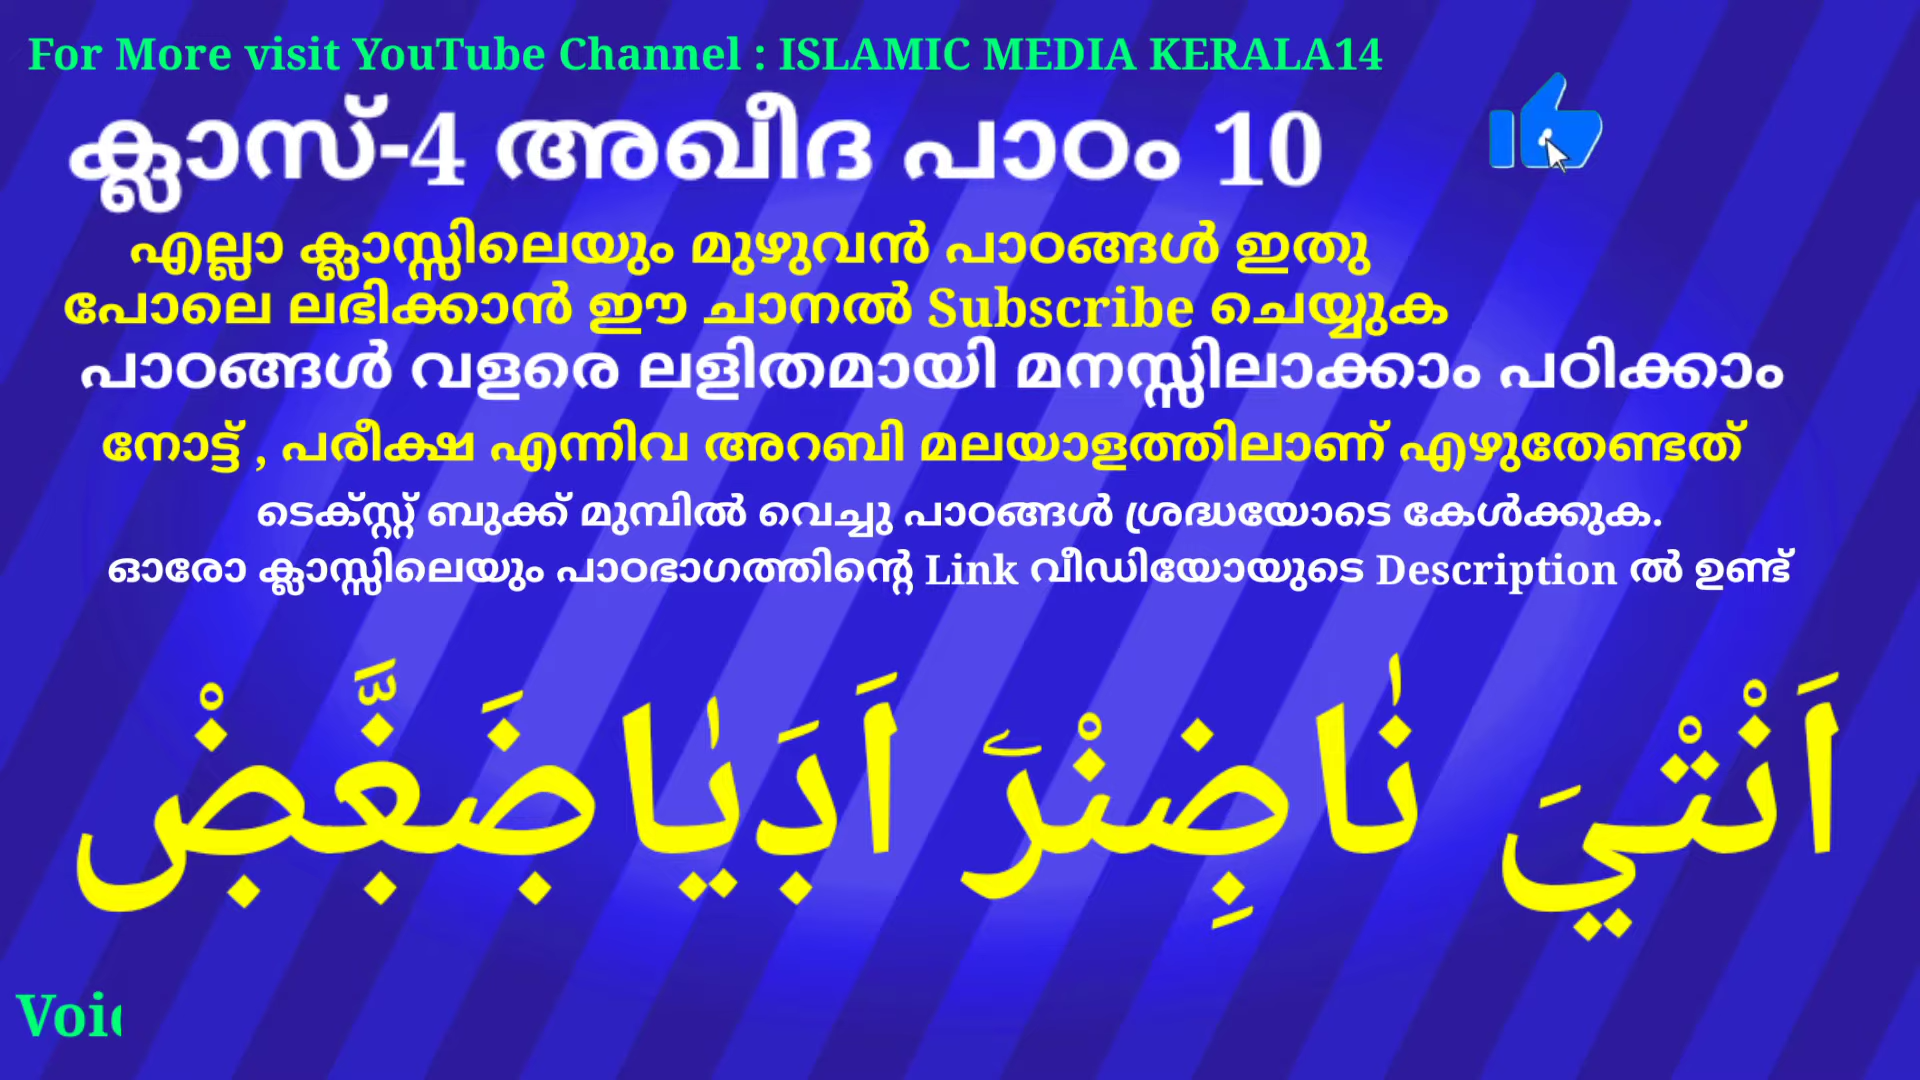 For More visit YouTube Channel : ISLAMIC MEDIA KERALA14
ക്ലാസ്-4 അഖീദ പാഠം 10
എല്ലാ ക്ലാസ്സിലെയും മുഴുവൻ പാഠങ്ങൾ ഇതു
പോലെ ലഭിക്കാൻ ഈ ചാനൽ Subscribe ചെയ്യുക
പാഠങ്ങൾ വളരെ ലളിതമായി മനസ്സിലാക്കാം പഠിക്കാം
നോട്ട് , പരീക്ഷ എന്നിവ അറബി മലയാളത്തിലാണ് എഴുതേണ്ടത്
ടെക്സ്റ്റ് ബുക്ക് മുമ്പിൽ വെച്ചു പാഠങ്ങൾ ശ്രദ്ധയോടെ കേൾക്കുക.
ഓരോ ക്ലാസ്സിലെയും പാഠഭാഗത്തിന്റെ Link വീഡിയോയുടെ Description ൽ ഉണ്ട്
اَنْتْيَ نٰاضِۭنْرَے اَدَ۪يٰاضَ۪غَّ۪ضْ۪
Voic